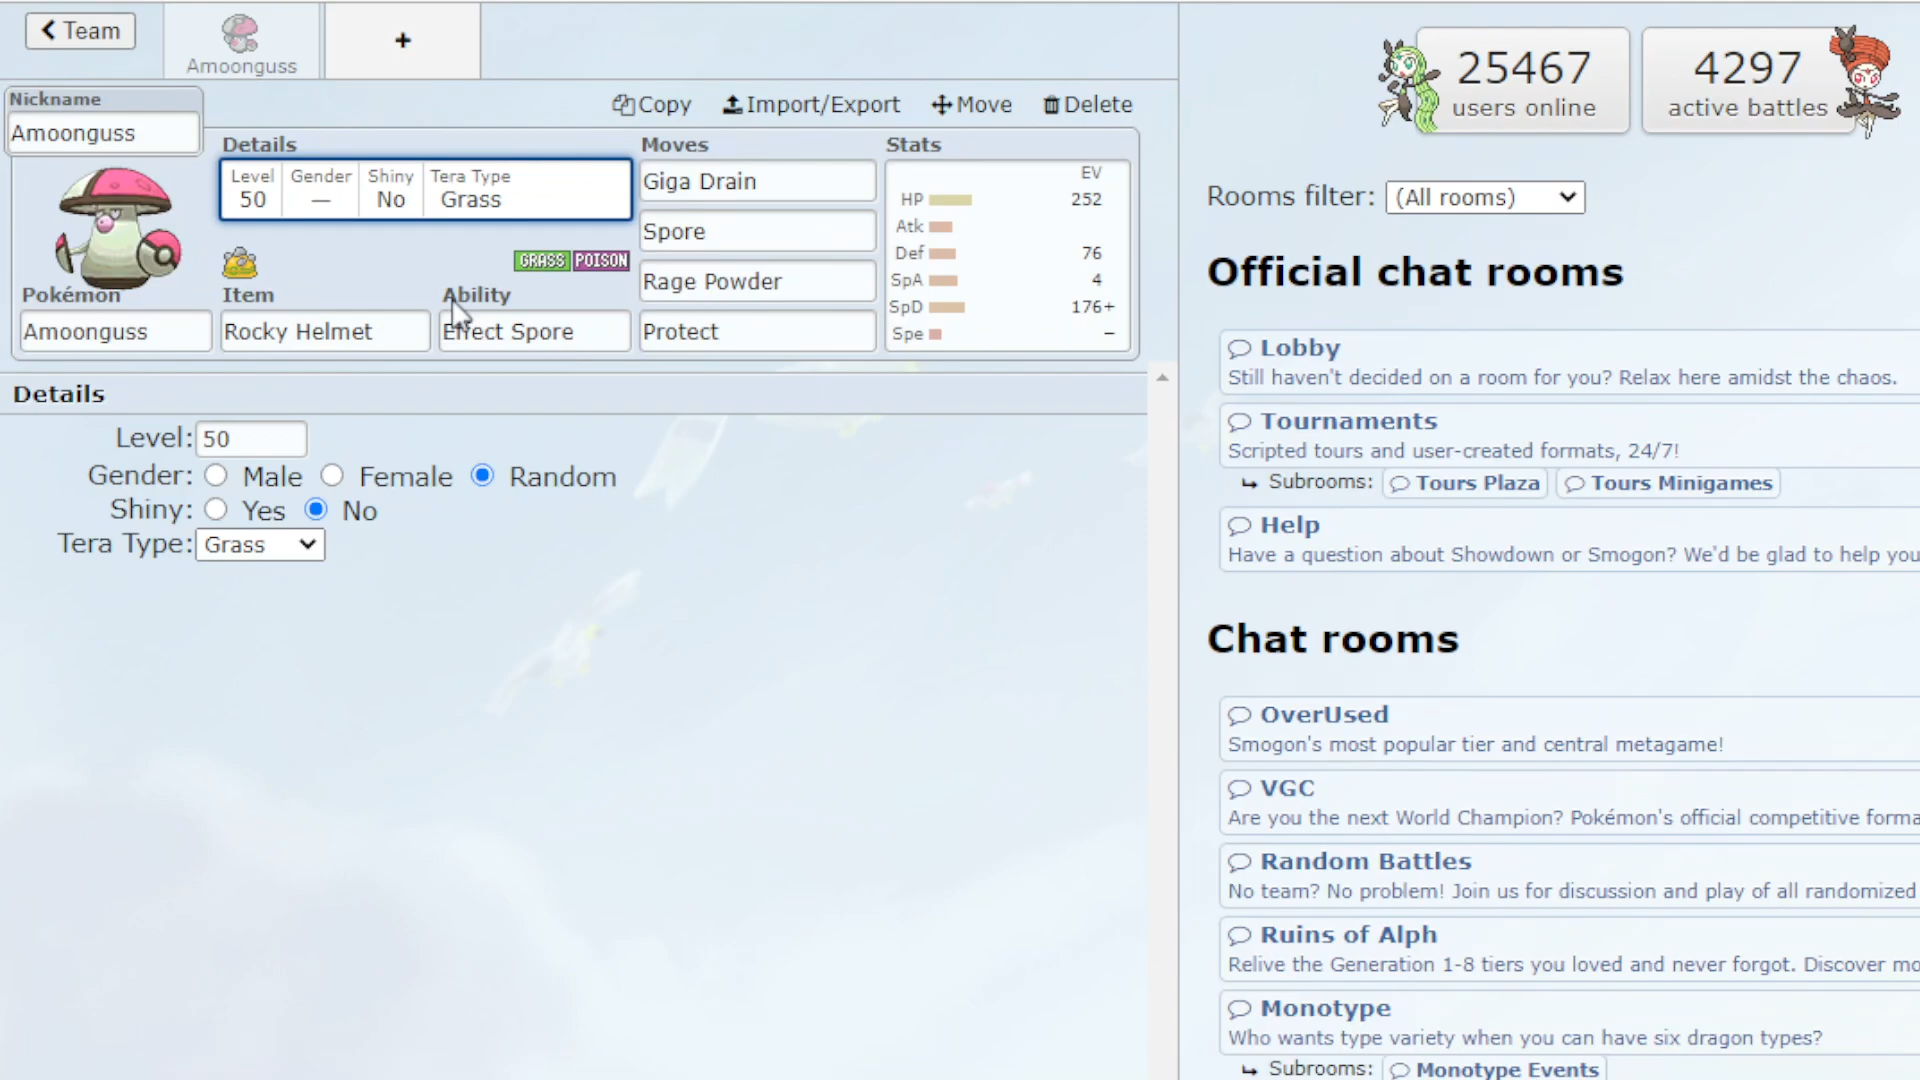 Team
Amoonguss
+
25467
users online
4297
active battles
Nickname
Amoonguss
Copy
Import/Export
Move
Delete
Details
Level
50
Gender
—
Shiny
No
Tera Type
Grass
GRASS POISON
Pokémon
Amoonguss
Item
Rocky Helmet
Ability
Effect Spore
Moves
Giga Drain
Spore
Rage Powder
Protect
Stats
EV
HP 252
Atk
Def 76
SpA 4
SpD 176+
Spe –
Details
Level: 50
Gender: Male Female Random
Shiny: Yes No
Tera Type: Grass
Rooms filter: (All rooms)
Official chat rooms
Lobby
Still haven't decided on a room for you? Relax here amidst the chaos.
Tournaments
Scripted tours and user-created formats, 24/7!
Subrooms: Tours Plaza Tours Minigames
Help
Have a question about Showdown or Smogon? We'd be glad to help you
Chat rooms
OverUsed
Smogon's most popular tier and central metagame!
VGC
Are you the next World Champion? Pokémon's official competitive forma
Random Battles
No team? No problem! Join us for discussion and play of all randomized
Ruins of Alph
Relive the Generation 1-8 tiers you loved and never forgot. Discover mo
Monotype
Who wants type variety when you can have six dragon types?
Subrooms: Monotype Events